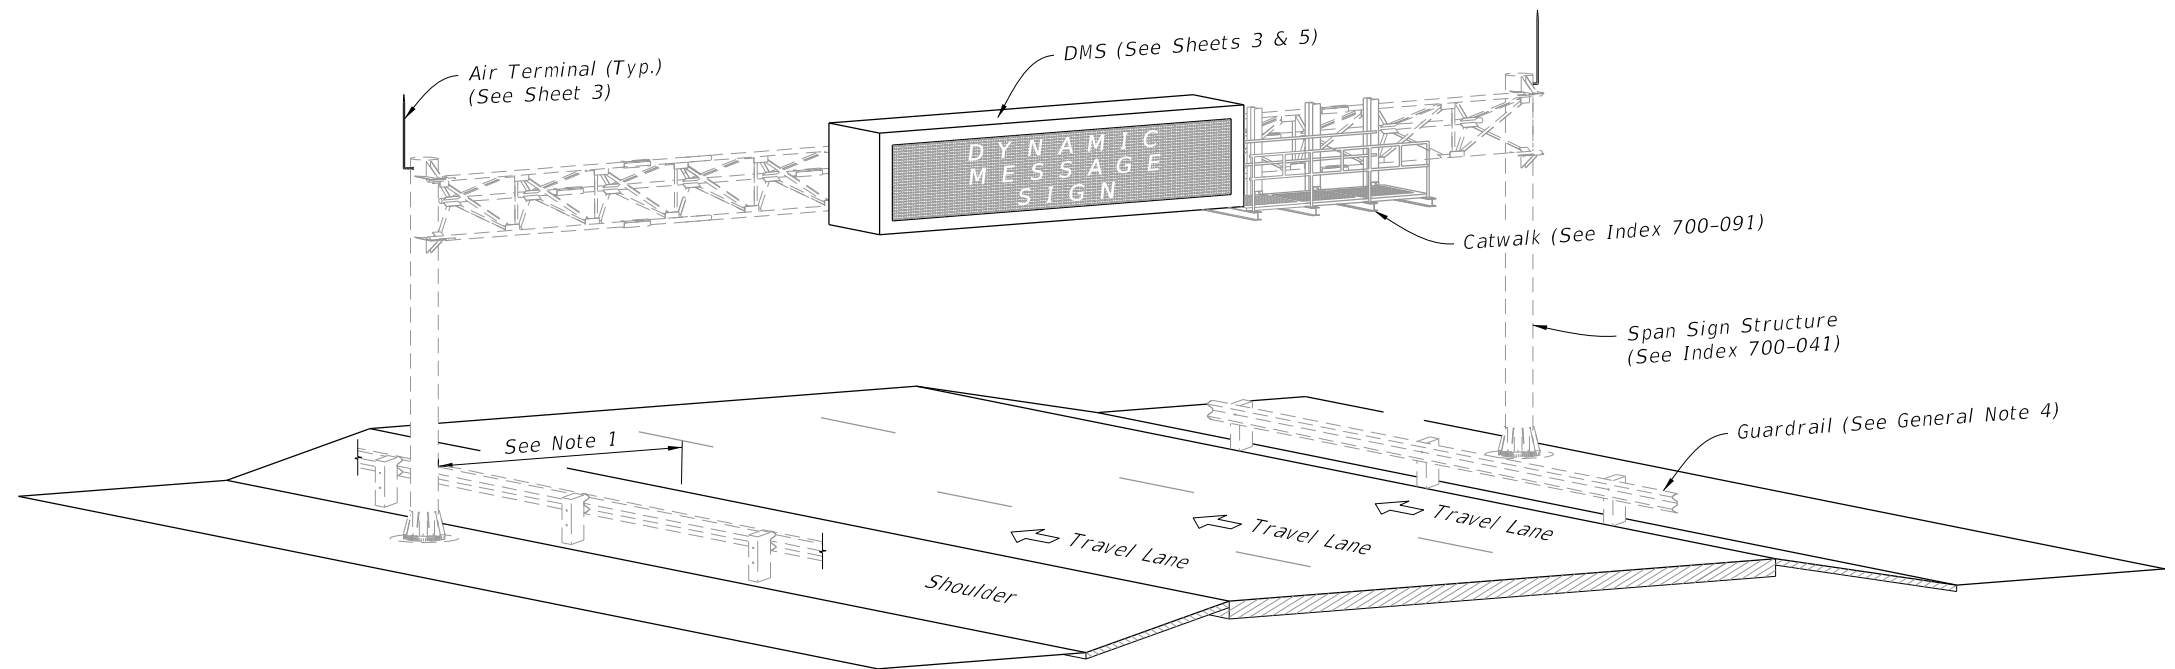 Air Terminal (Typ.)
(See Sheet 3)
DMS (See Sheets 3 & 5)
DYNAMIC
MESSAGE
SIGN
Catwalk (See Index 700-091)
Span Sign Structure
(See Index 700-041)
Guardrail (See General Note 4)
See Note 1
Travel Lane
Travel Lane
Travel Lane
Shoulder